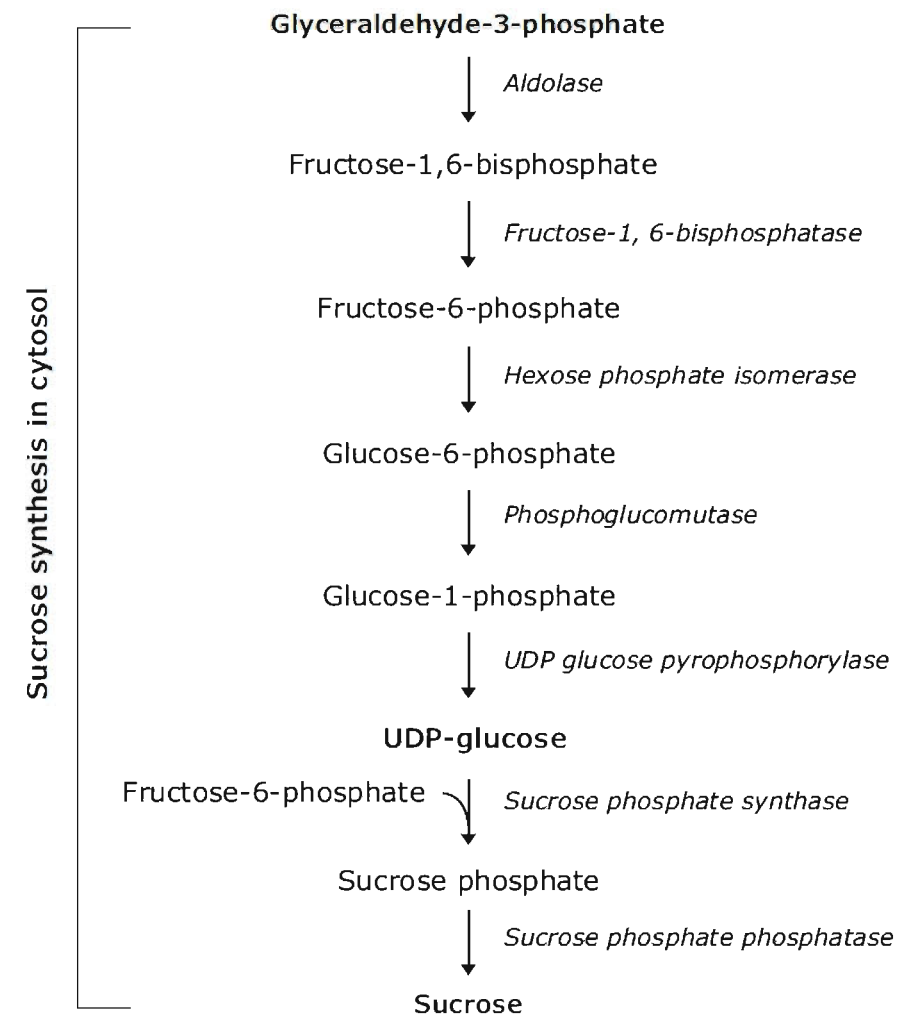 Glyceraldehyde-3-phosphate
Aldolase
Fructose-1,6-bisphosphate
Fructose-1, 6-bisphosphatase
Fructose-6-phosphate
Hexose phosphate isomerase
Glucose-6-phosphate
Phosphoglucomutase
Glucose-1-phosphate
UDP glucose pyrophosphorylase
UDP-glucose
Fructose-6-phosphate
Sucrose phosphate synthase
Sucrose phosphate
Sucrose phosphate phosphatase
Sucrose
Sucrose synthesis in cytosol